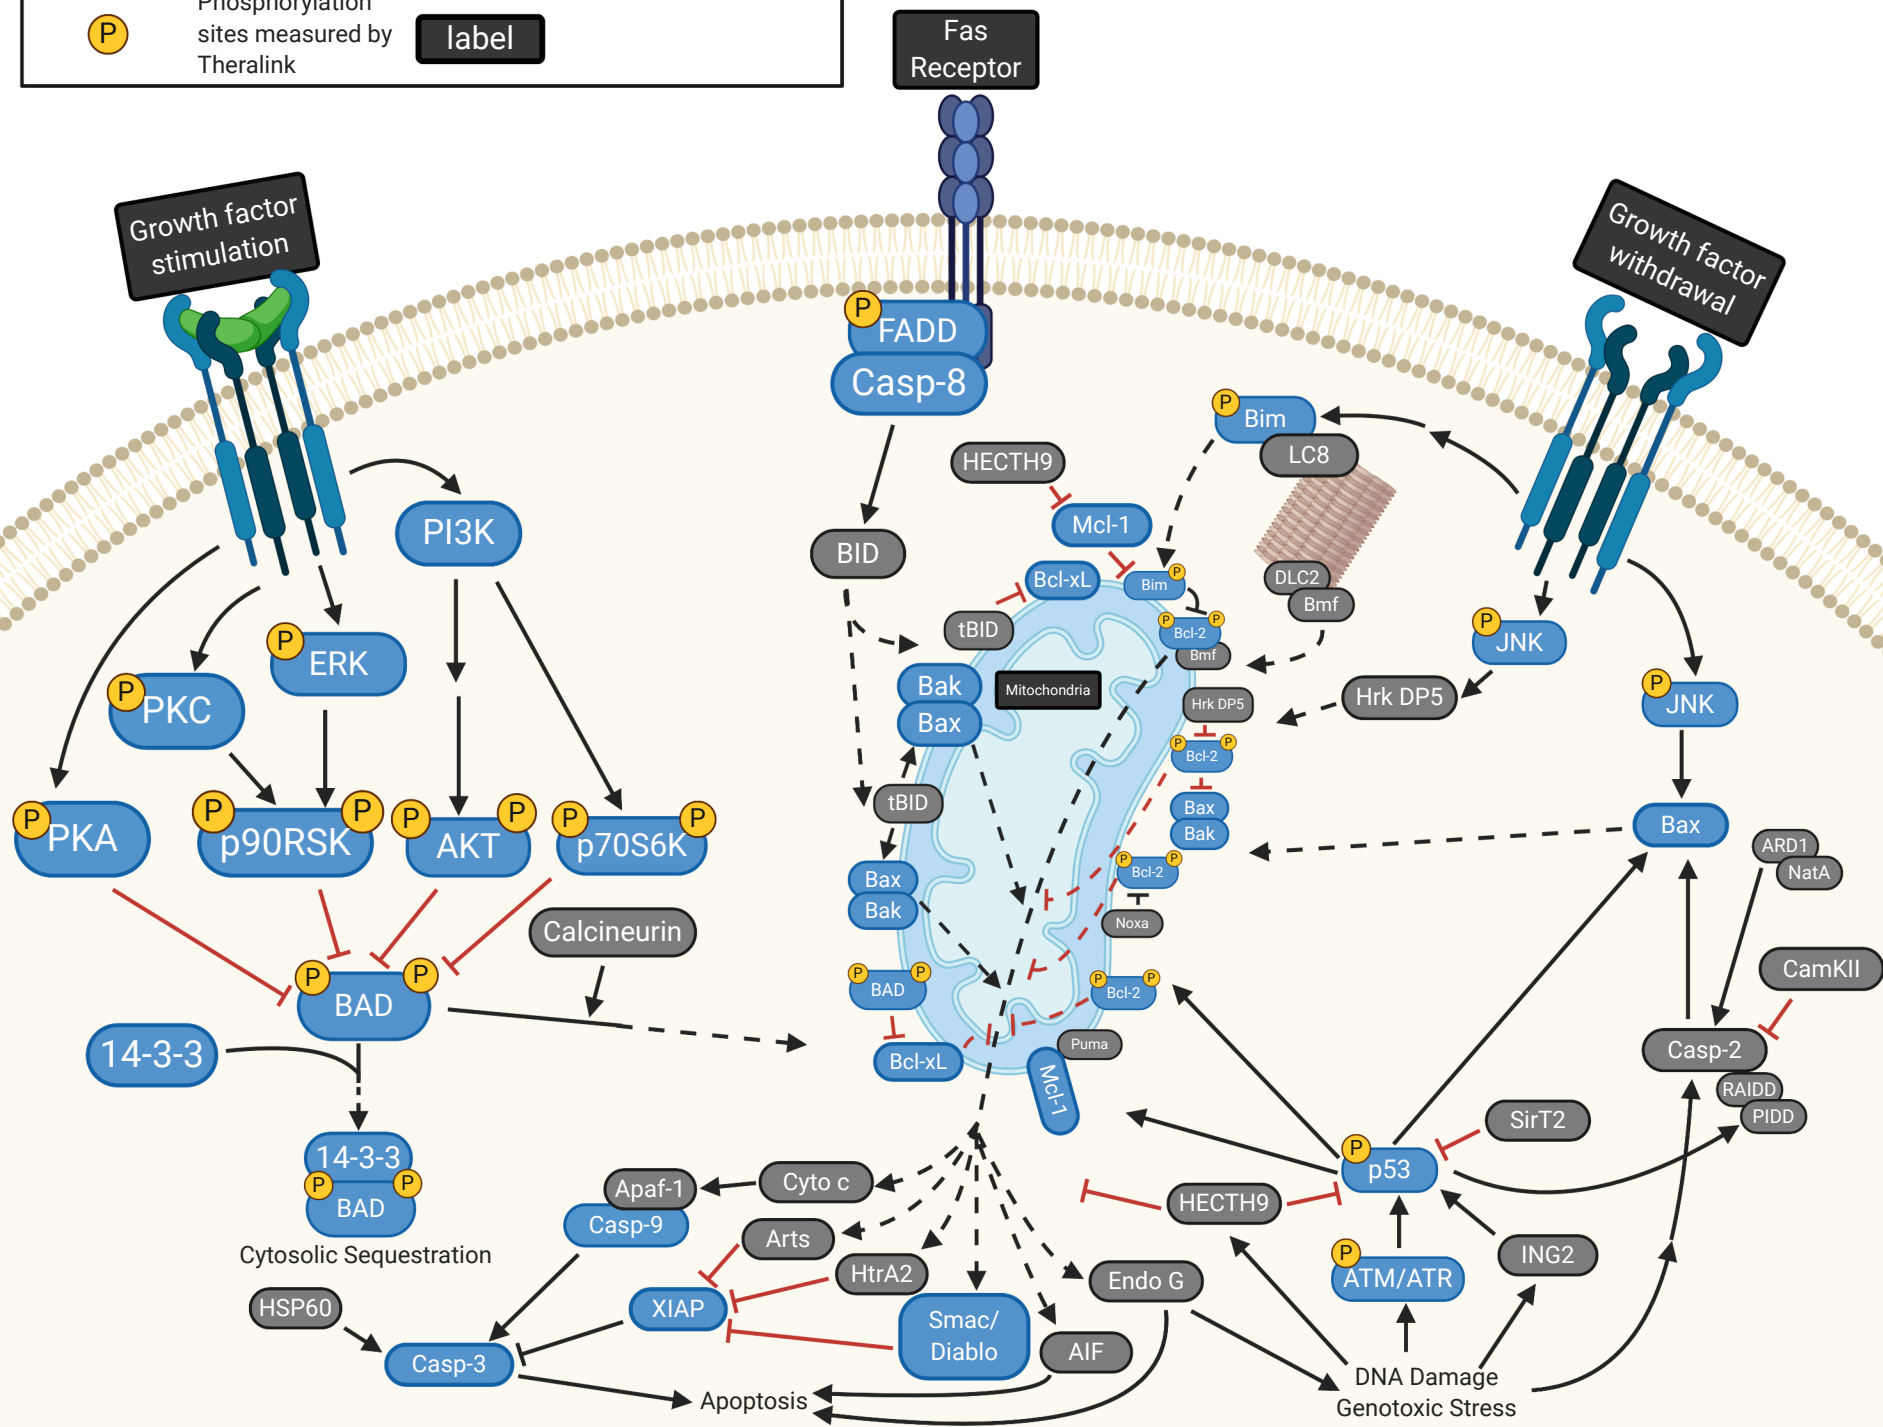 Phosphorylation
sites measured by
Theralink
P
label
Fas
Receptor
Growth factor
stimulation
Growth factor
withdrawal
P
FADD
Casp-8
P
Bim
LC8
HECTH9
Mcl-1
PI3K
BID
Bcl-xL
Bim
P
DLC2
Bmf
tBID
P
P
Bcl-2
Bmf
P
ERK
P
JNK
P
PKC
Bak
Bax
Mitochondria
Hrk DP5
Hrk DP5
P
JNK
P
P
Bcl-2
tBID
Bax
Bak
Bax
P
PKA
P
P
p90RSK
P
P
AKT
P
P
p70S6K
ARD1
NatA
P
P
Bcl-2
Bax
Bak
Noxa
Calcineurin
CamKII
P
P
BAD
P
P
BAD
P
P
Bcl-2
14-3-3
Bcl-xL
Puma
Mcl-1
Casp-2
RAIDD
PIDD
SirT2
14-3-3
P
P
BAD
Cytosolic Sequestration
P
p53
Apaf-1
Casp-9
Cyto c
HECTH9
Arts
HtrA2
Endo G
P
ATM/ATR
ING2
HSP60
XIAP
Smac/
Diablo
AIF
Casp-3
Apoptosis
DNA Damage
Genotoxic Stress